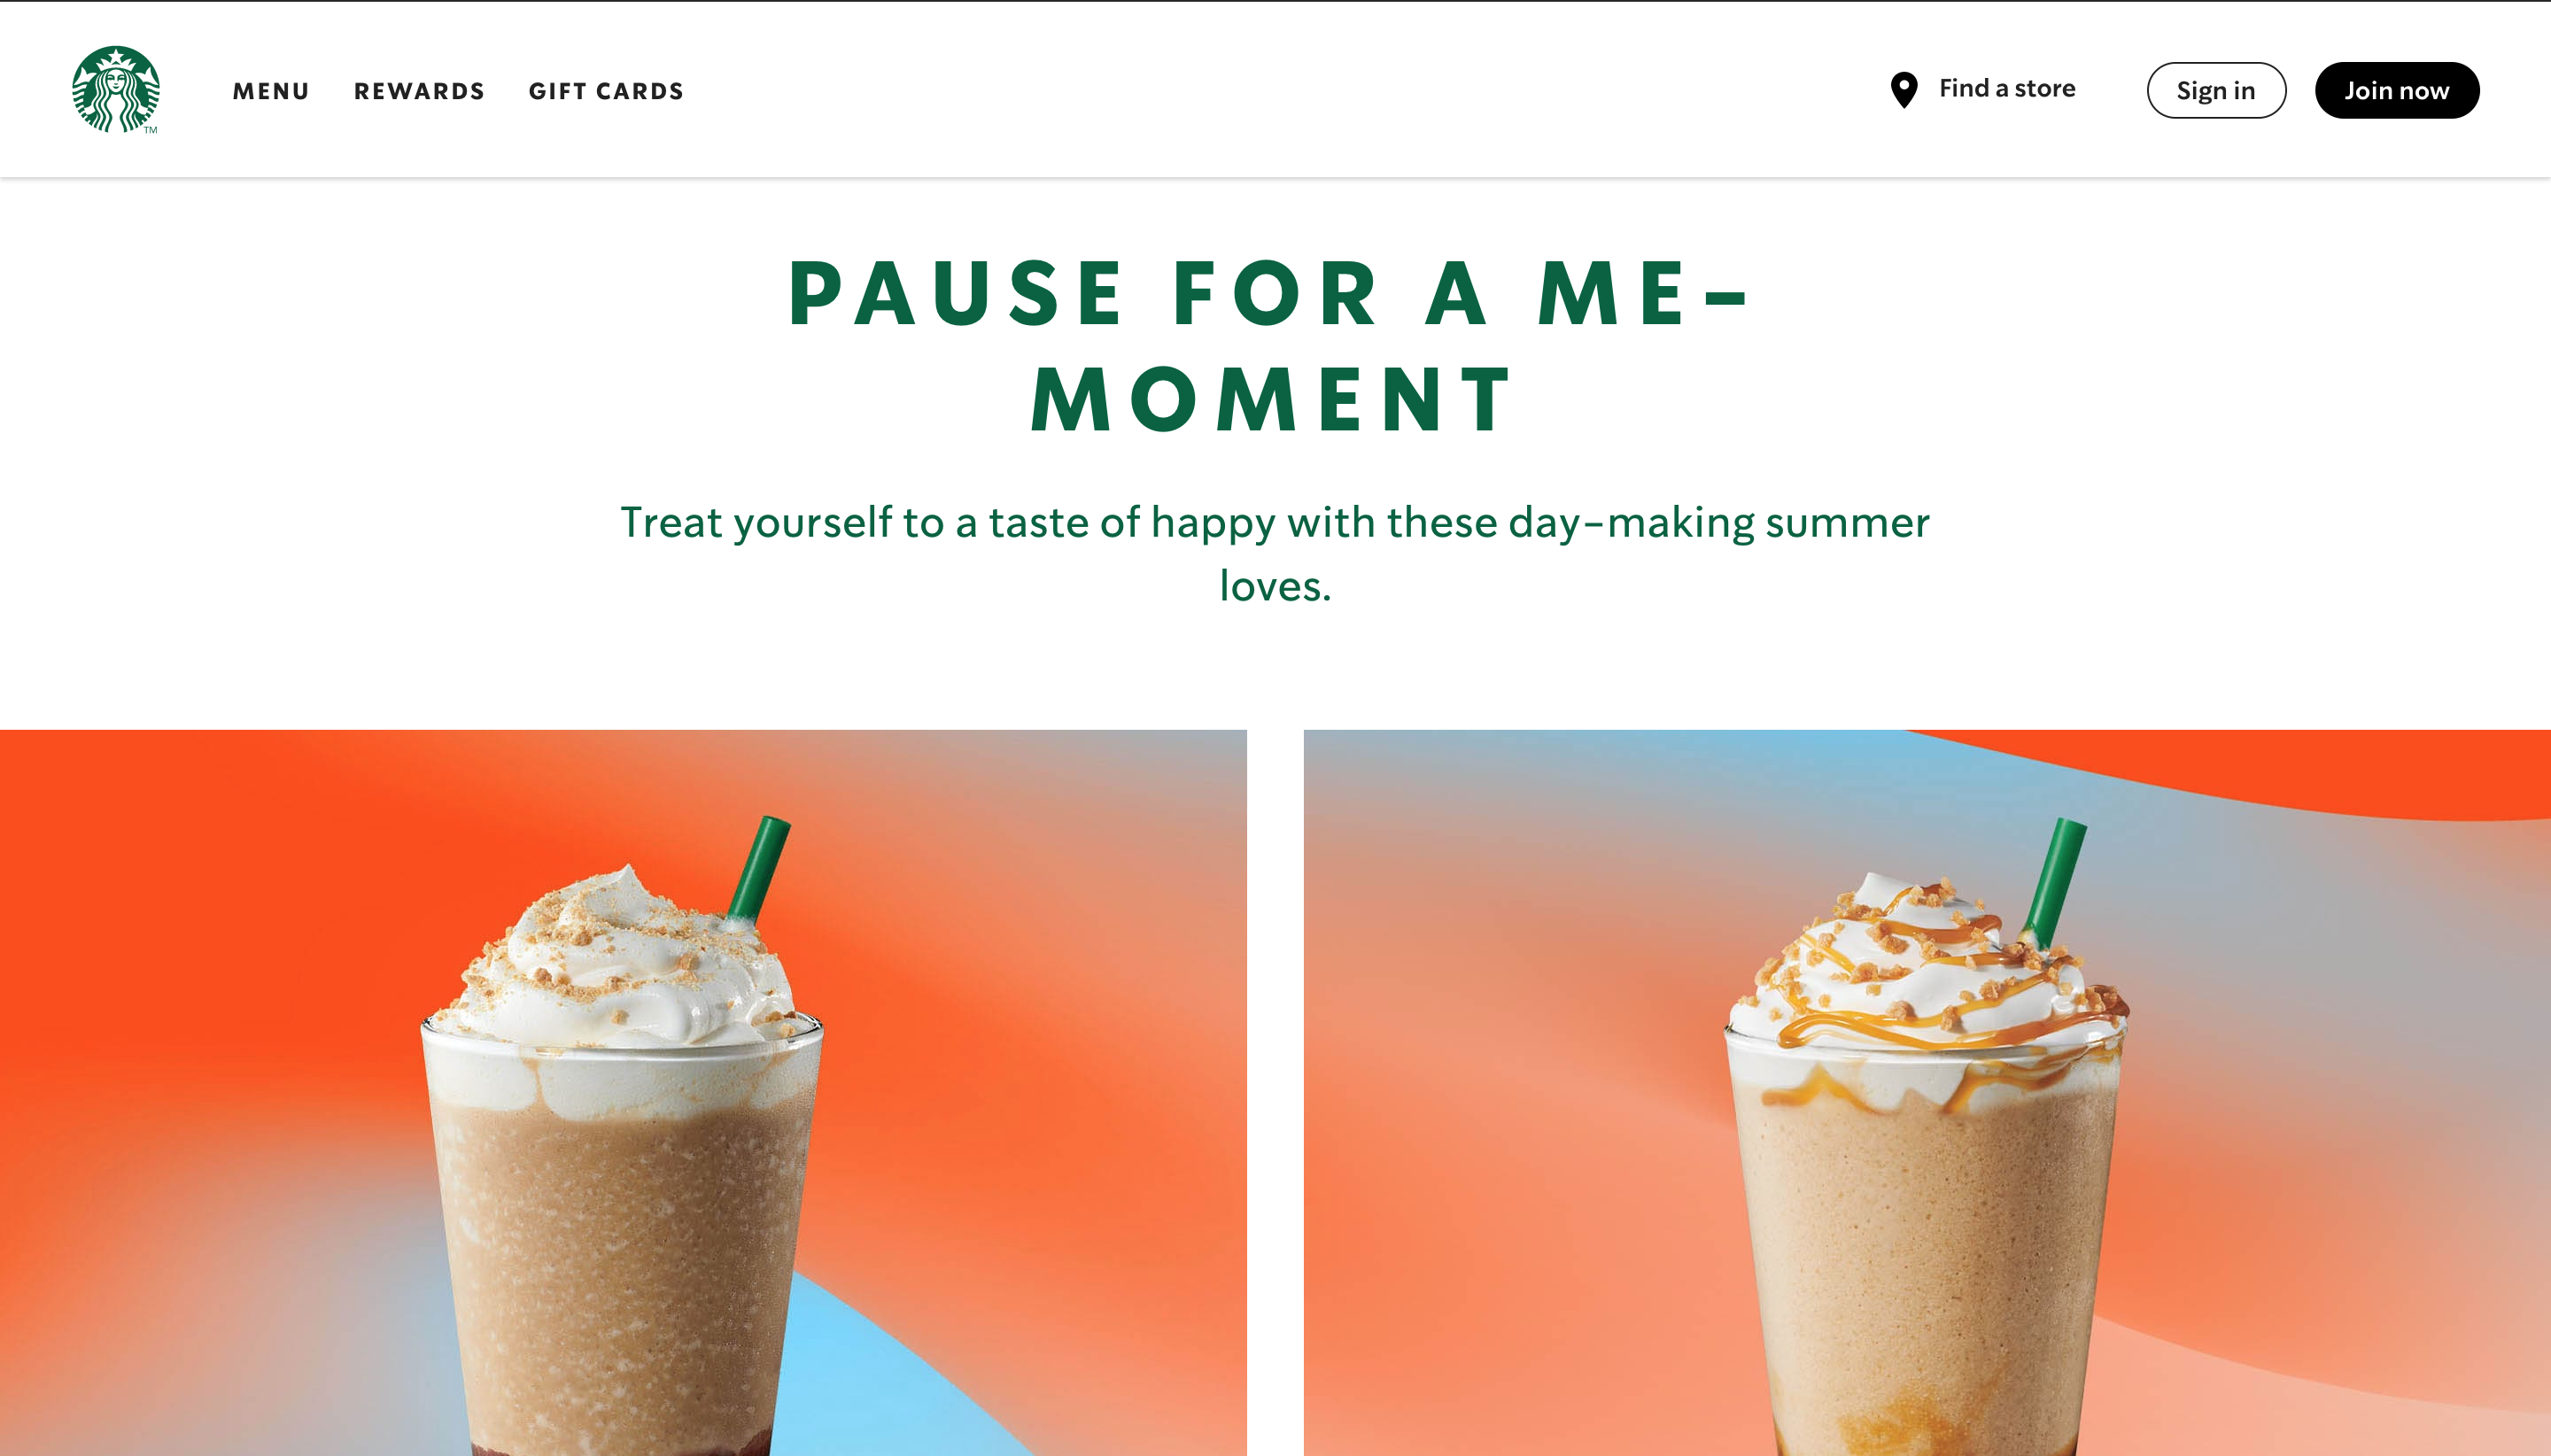 MENU REWARDS GIFT CARDS Find a store Sign in Join now
TM
PAUSE FOR A ME-
MOMENT
Treat yourself to a taste of happy with these day-making summer
loves.